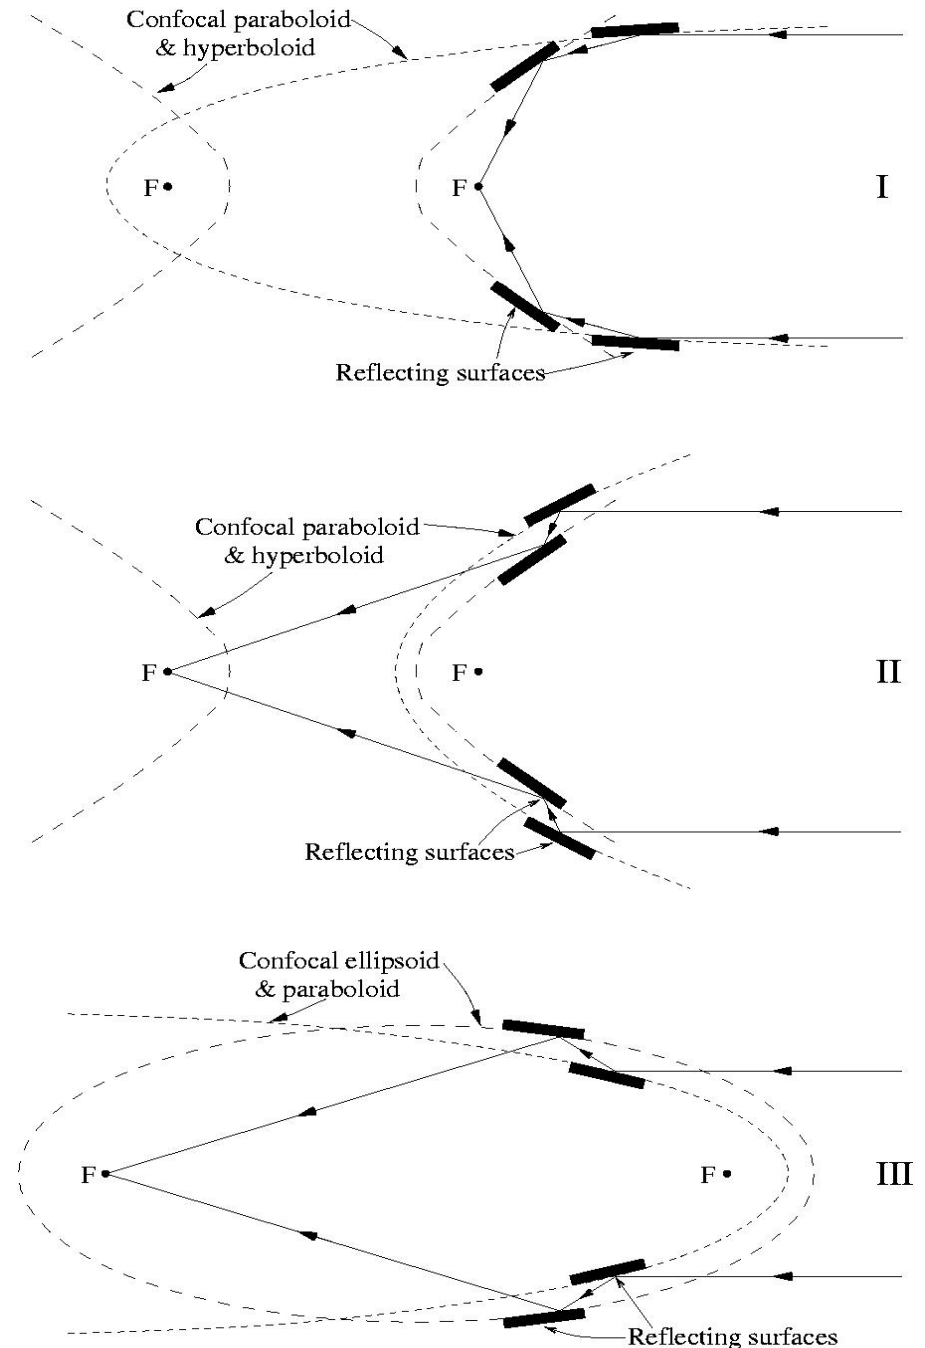 Confocal paraboloid
& hyperboloid
F
F
I
Reflecting surfaces
Confocal paraboloid
& hyperboloid
F
F
II
Reflecting surfaces
Confocal ellipsoid
& paraboloid
F
F
III
Reflecting surfaces